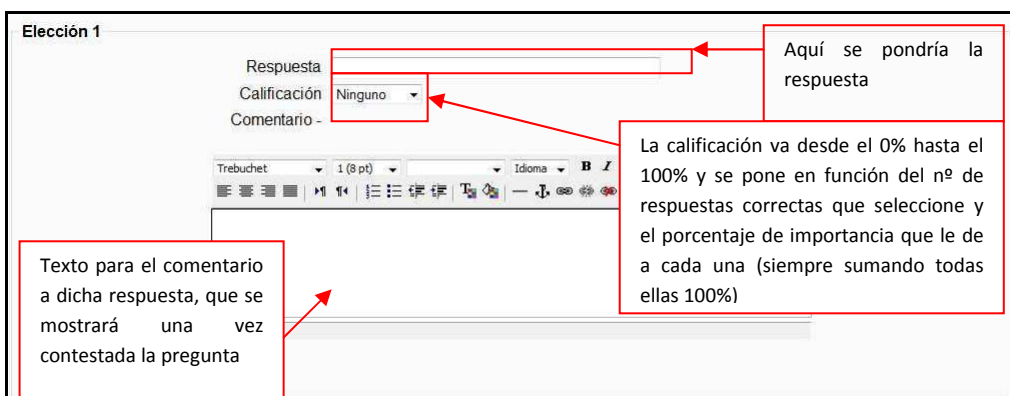 Elección 1
Respuesta
Aquí se pondría la
respuesta
Calificación Ninguno
Comentario -
La calificación va desde el 0% hasta el
100% y se pone en función del nº de
respuestas correctas que seleccione y
el porcentaje de importancia que le de
a cada una (siempre sumando todas
ellas 100%)
Trebuchet 1 (8 pt) Idioma B I
Texto para el comentario
a dicha respuesta, que se
mostrará una vez
contestada la pregunta